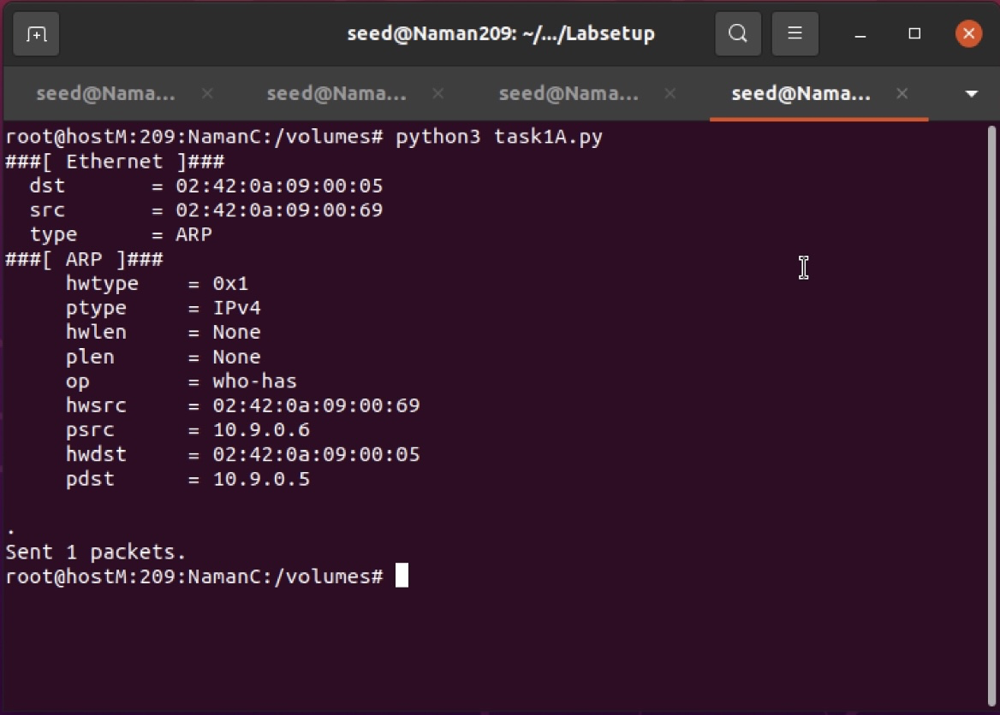 seed@Naman209: ~/.../Labsetup
seed@Nama... seed@Nama... seed@Nama... seed@Nama...
root@hostM:209:NamanC:/volumes# python3 task1A.py
###[ Ethernet ]###
  dst       = 02:42:0a:09:00:05
  src       = 02:42:0a:09:00:69
  type      = ARP
###[ ARP ]###
     hwtype    = 0x1
     ptype     = IPv4
     hwlen     = None
     plen      = None
     op        = who-has
     hwsrc     = 02:42:0a:09:00:69
     psrc      = 10.9.0.6
     hwdst     = 02:42:0a:09:00:05
     pdst      = 10.9.0.5
.
Sent 1 packets.
root@hostM:209:NamanC:/volumes#